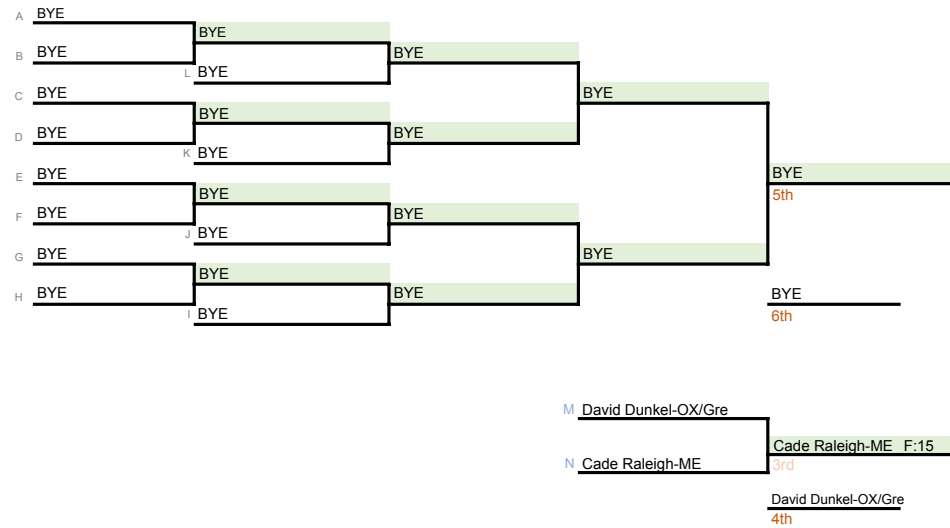 A BYE
BYE
B BYE
BYE
L BYE
C BYE
BYE
BYE
D BYE
BYE
K BYE
E BYE
BYE
BYE
5th
F BYE
BYE
J BYE
G BYE
BYE
BYE
H BYE
BYE
BYE
6th
I BYE
M David Dunkel-OX/Gre
Cade Raleigh-ME F:15
N Cade Raleigh-ME
3rd
David Dunkel-OX/Gre
4th